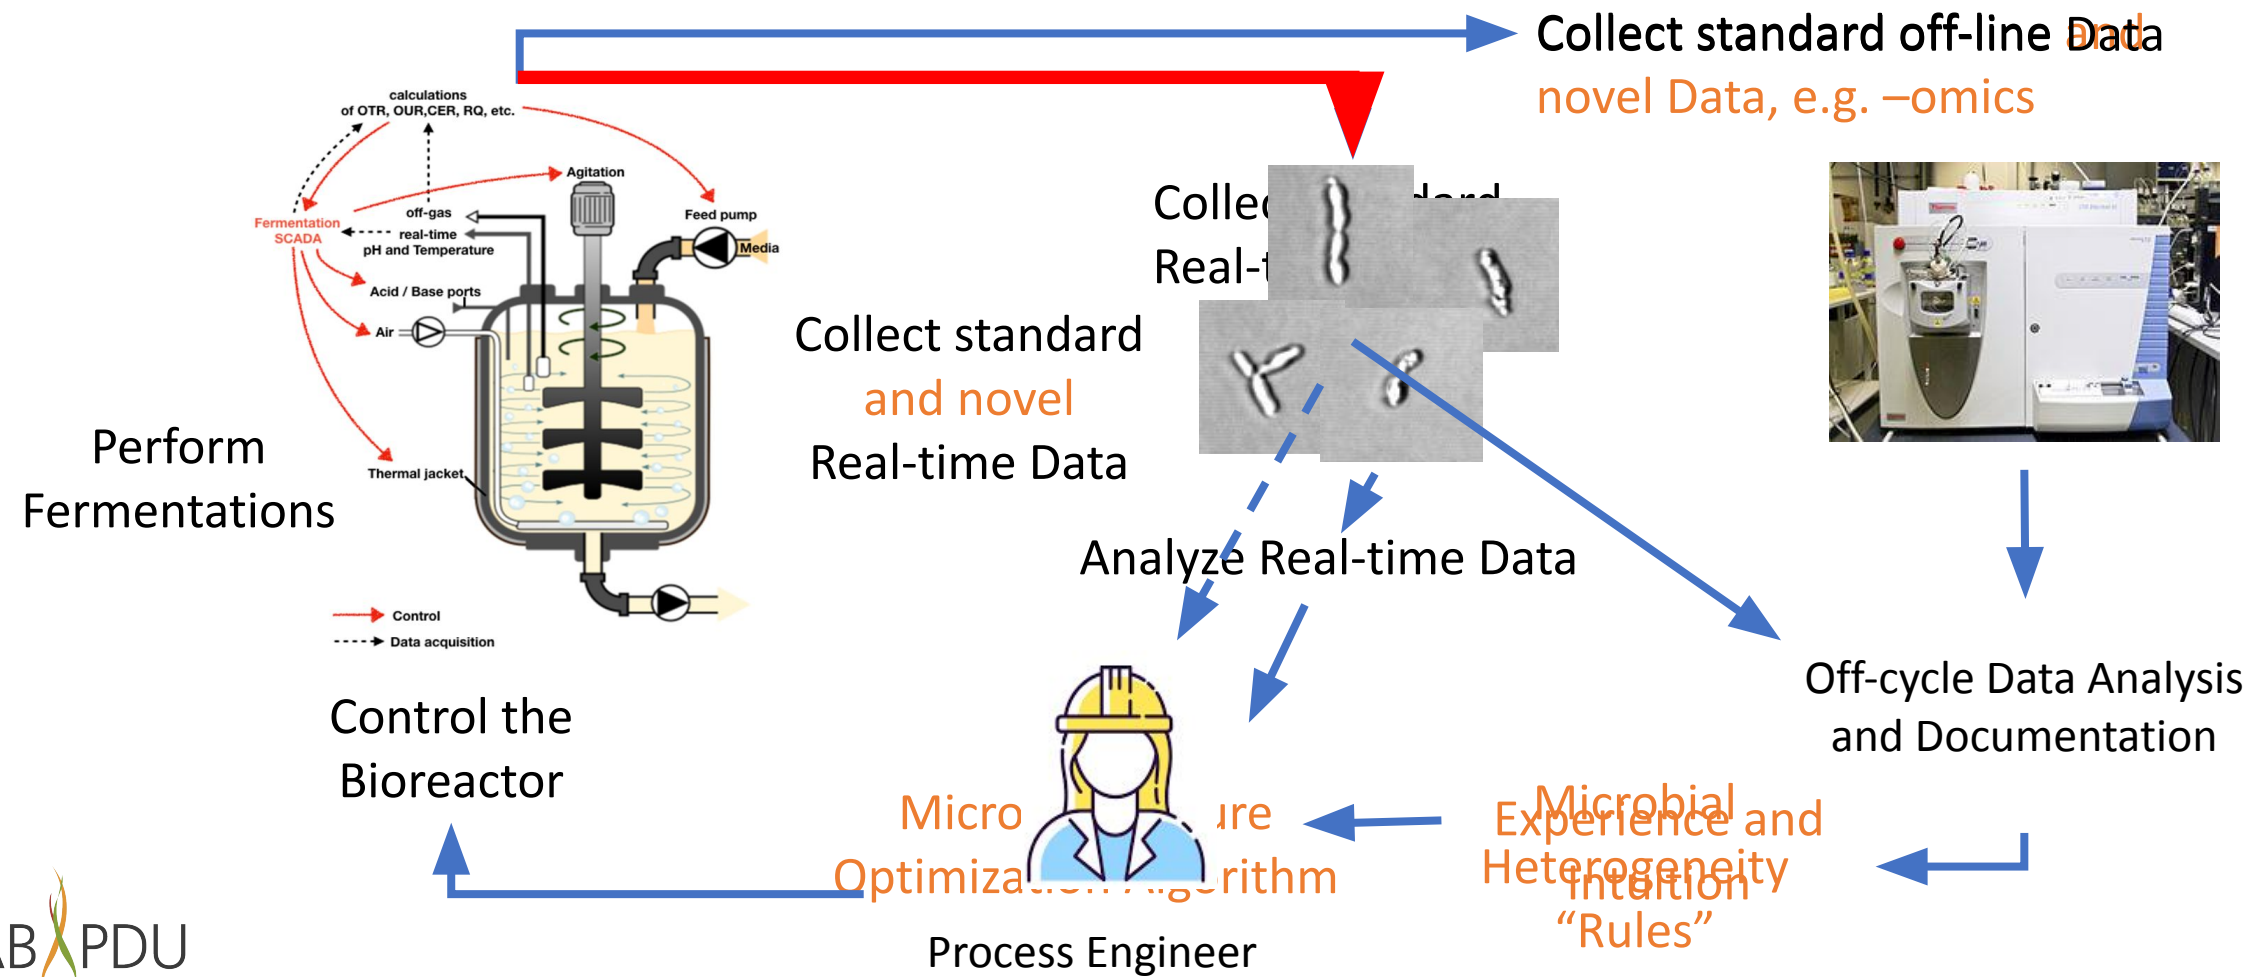 Collect standard off-line Data
and
novel Data, e.g. –omics
calculations
of OTR, OUR,CER, RQ, etc.
Agitation
Fermentation
SCADA
off-gas
real-time
pH and Temperature
Feed pump
Media
Acid / Base ports
Air
Thermal jacket
Control
Data acquisition
Perform
Fermentations
Collect standard
and novel
Real-time Data
Analyze Real-time Data
Off-cycle Data Analysis
and Documentation
Control the
Bioreactor
Optimization Algorithm
Process Engineer
Microbial
Heterogeneity
“Rules”
Experience and
Intuition
PDU